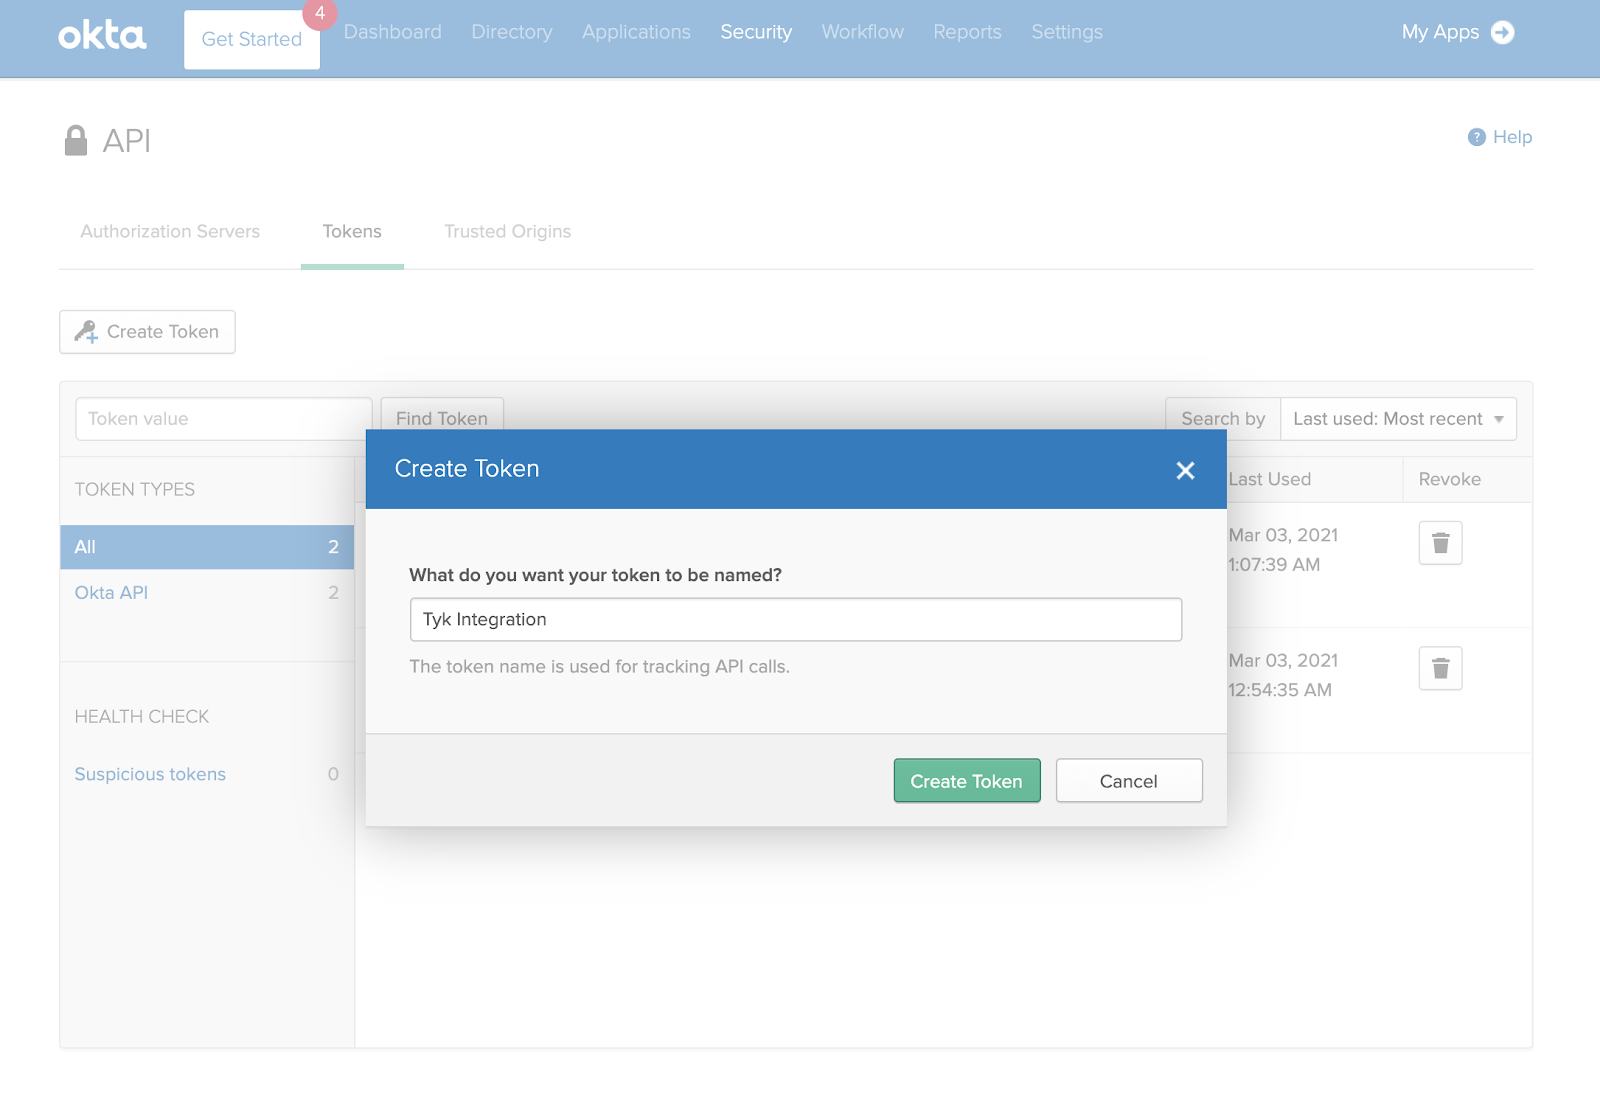 okta
Get Started
4
Dashboard
Directory
Applications
Security
Workflow
Reports
Settings
My Apps
API
? Help
Authorization Servers
Tokens
Trusted Origins
Create Token
Token value
Find Token
Search by
Last used: Most recent
TOKEN TYPES
All 2
Okta API 2
HEALTH CHECK
Suspicious tokens 0
Last Used
Revoke
Mar 03, 2021
1:07:39 AM
Mar 03, 2021
12:54:35 AM
Create Token
What do you want your token to be named?
Tyk Integration
The token name is used for tracking API calls.
Create Token
Cancel